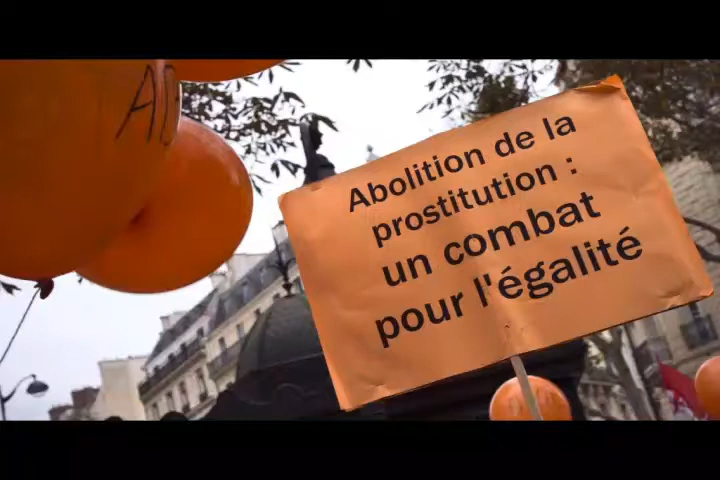 Abolition de la
prostitution :
un combat
pour l'égalité